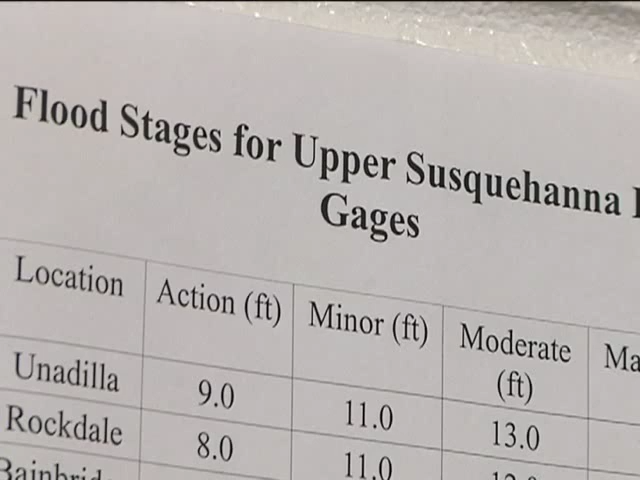 Flood Stages for Upper Susquehanna
Gages
Location Action (ft) Minor (ft) Moderate (ft)
Unadilla 9.0 11.0 13.0
Rockdale 8.0 11.0